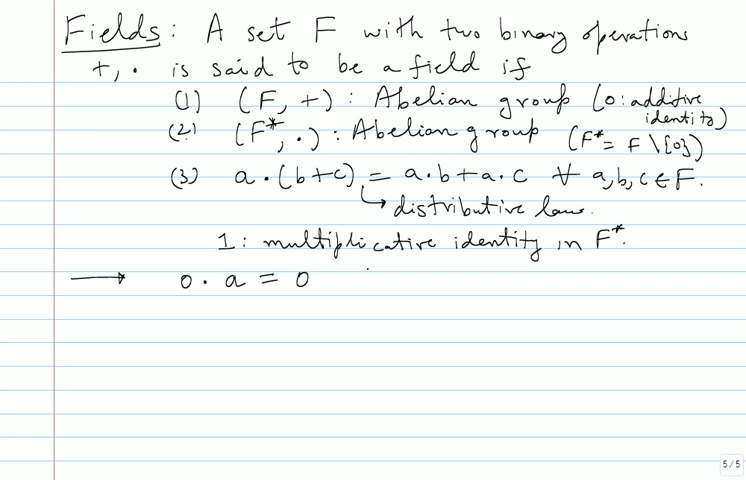 Fields: A set F with two binary operations
+, · is said to be a field if
(1) (F, +) : Abelian group (0: additive identity)
(2) (F*, ·) : Abelian group (F* = F \ {0})
(3) a · (b+c) = a·b + a·c ∀ a,b,c ∈ F.
↳ distributive law.
1: multiplicative identity in F*.
→ 0 · a = 0
5/5